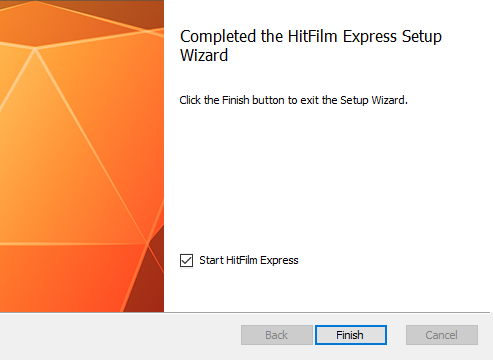 Completed the HitFilm Express Setup
Wizard
Click the Finish button to exit the Setup Wizard.
Start HitFilm Express
Back
Finish
Cancel